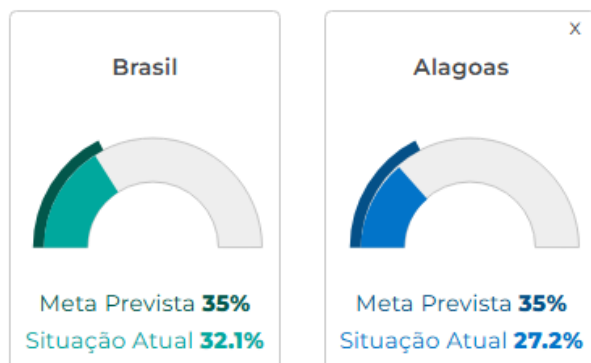 Brasil
Meta Prevista 35%
Situação Atual 32.1%
x
Alagoas
Meta Prevista 35%
Situação Atual 27.2%